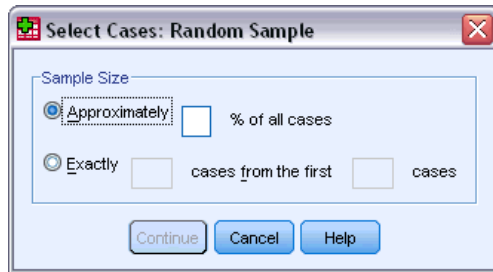 Select Cases: Random Sample
Sample Size
Approximately % of all cases
Exactly cases from the first cases
Continue Cancel Help